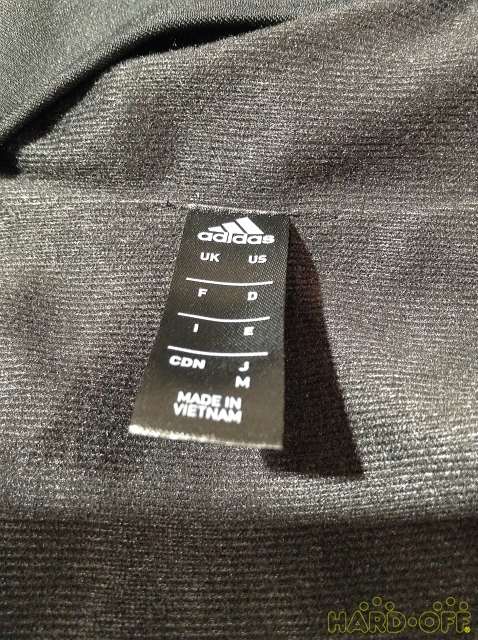 adidas
UK US
F D
I E
CDN J
M
MADE IN
VIETNAM
HARD·OFF